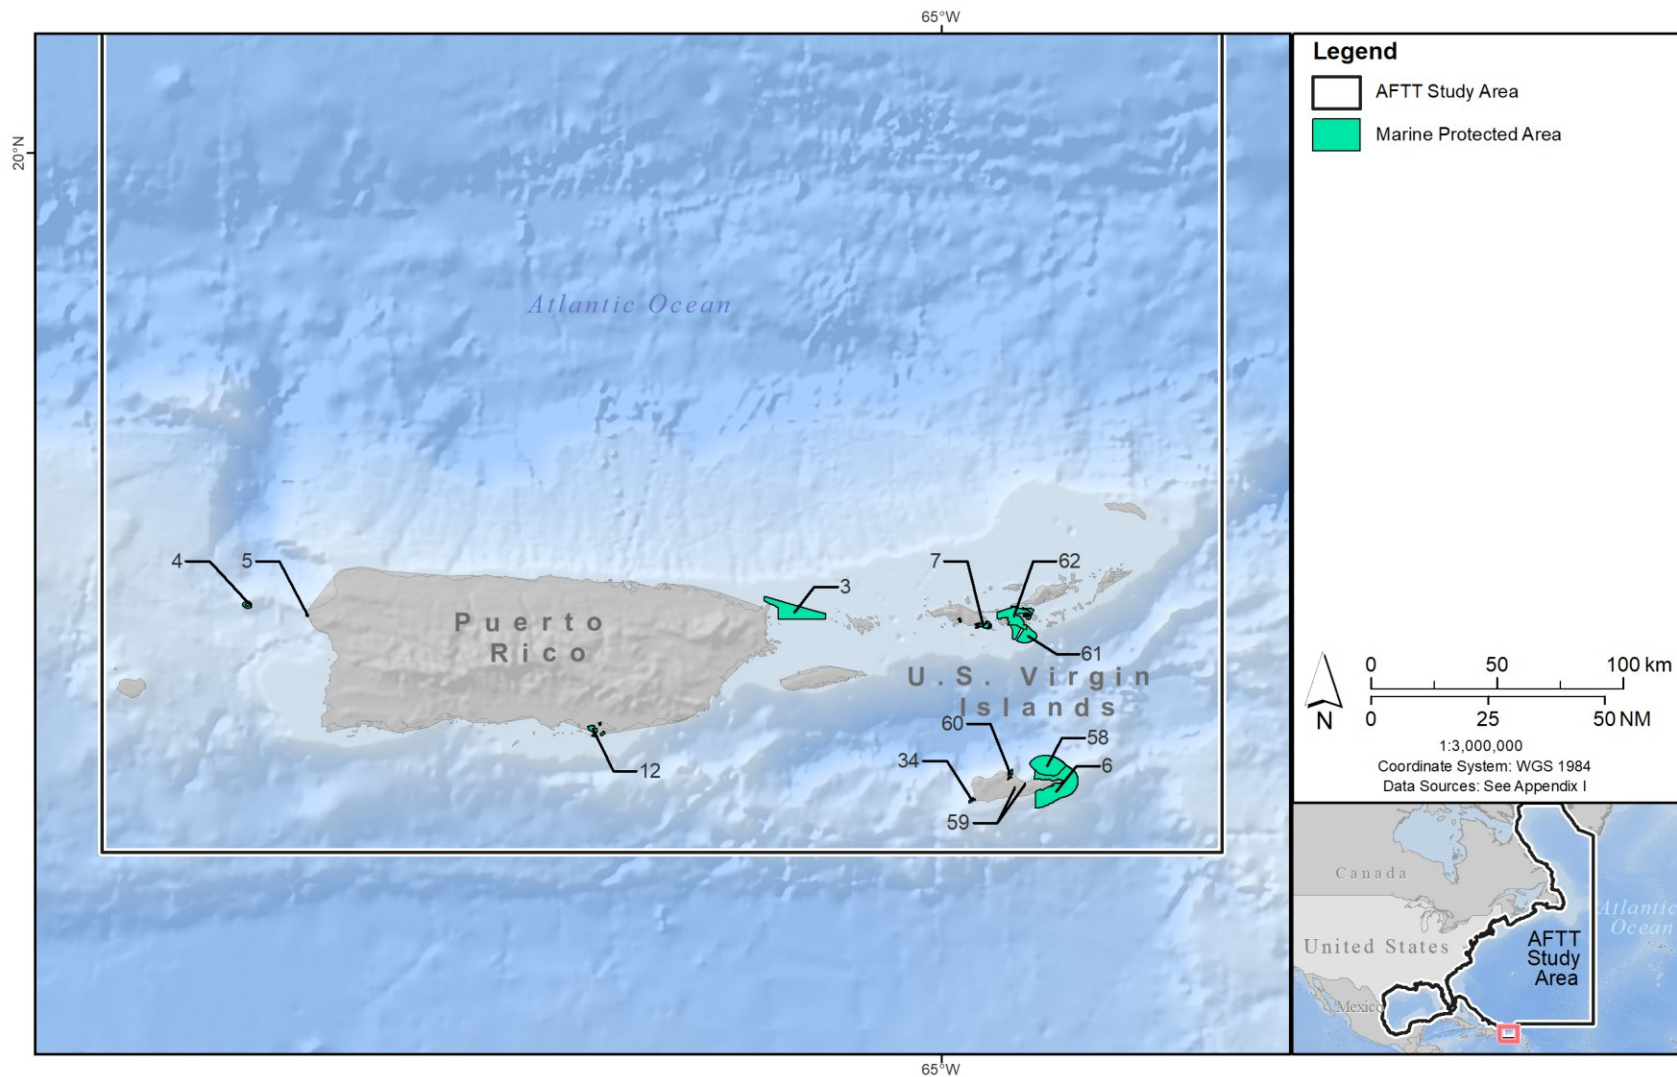 65°W
20°N
Atlantic Ocean
4
5
3
7
62
Puerto
Rico
61
U.S. Virgin
Islands
60
58
34
6
12
59
65°W
Legend
AFTT Study Area
Marine Protected Area
N
0 50 100 km
0 25 50 NM
1:3,000,000
Coordinate System: WGS 1984
Data Sources: See Appendix I
Canada
United States
Mexico
Atlantic
Ocean
AFTT
Study
Area